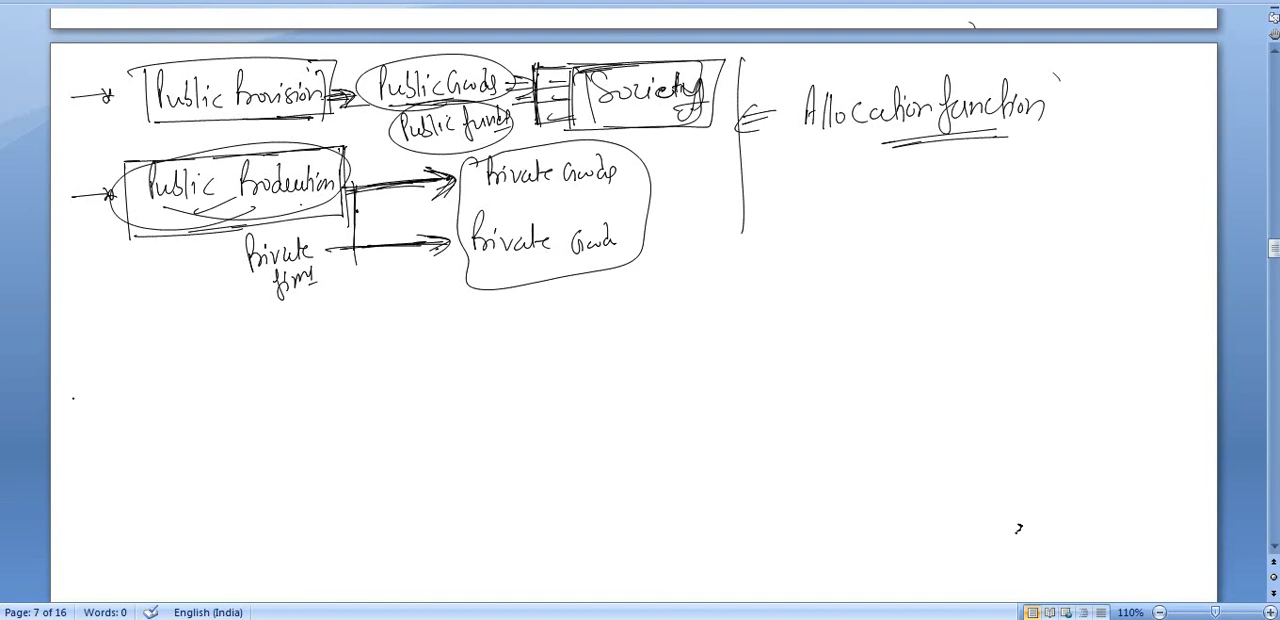 Public Provision Public Goods Society Allocation function
Public funds
Public Production Private Goods
Private Good
Private
firms
Page: 7 of 16 Words: 0 English (India) 110%